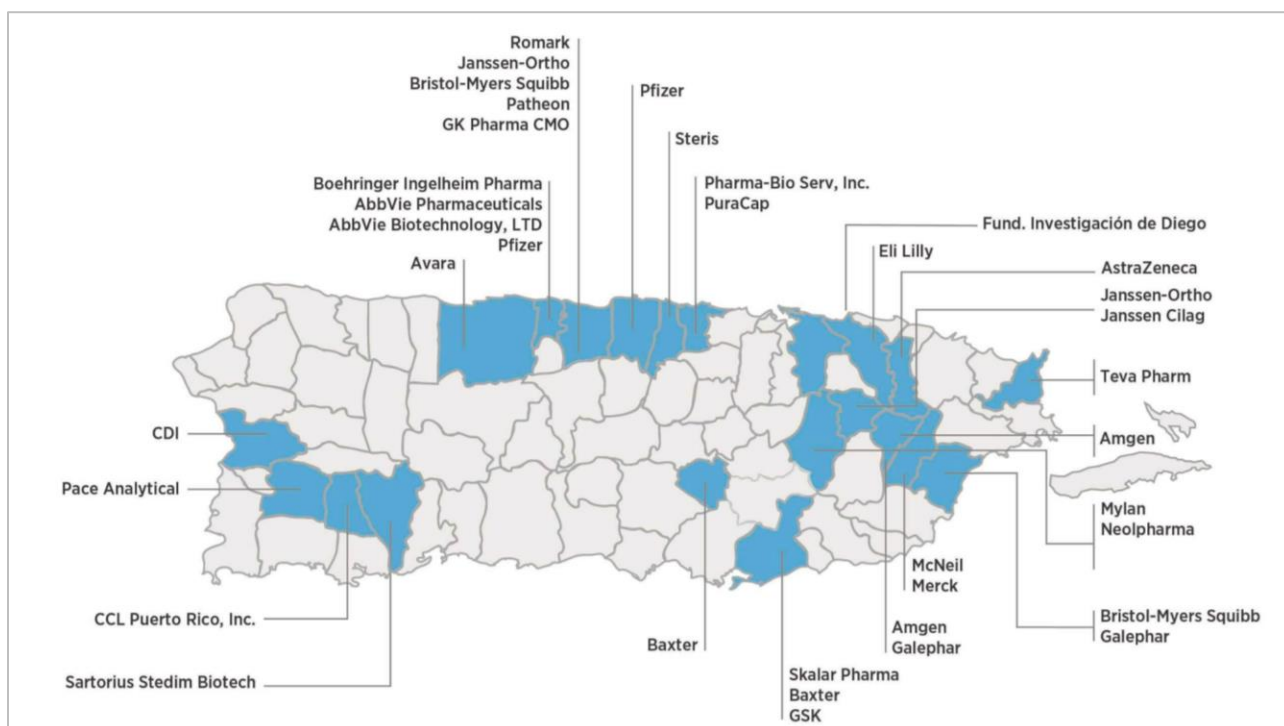 Romark
Janssen-Ortho
Bristol-Myers Squibb
Patheon
GK Pharma CMO
Pfizer
Steris
Boehringer Ingelheim Pharma
AbbVie Pharmaceuticals
AbbVie Biotechnology, LTD
Pfizer
Pharma-Bio Serv, Inc.
PuraCap
Avara
Fund. Investigación de Diego
Eli Lilly
AstraZeneca
Janssen-Ortho
Janssen Cilag
Teva Pharm
CDI
Amgen
Pace Analytical
Mylan
Neolpharma
McNeil
Merck
CCL Puerto Rico, Inc.
Bristol-Myers Squibb
Galephar
Baxter
Amgen
Galephar
Sartorius Stedim Biotech
Skalar Pharma
Baxter
GSK